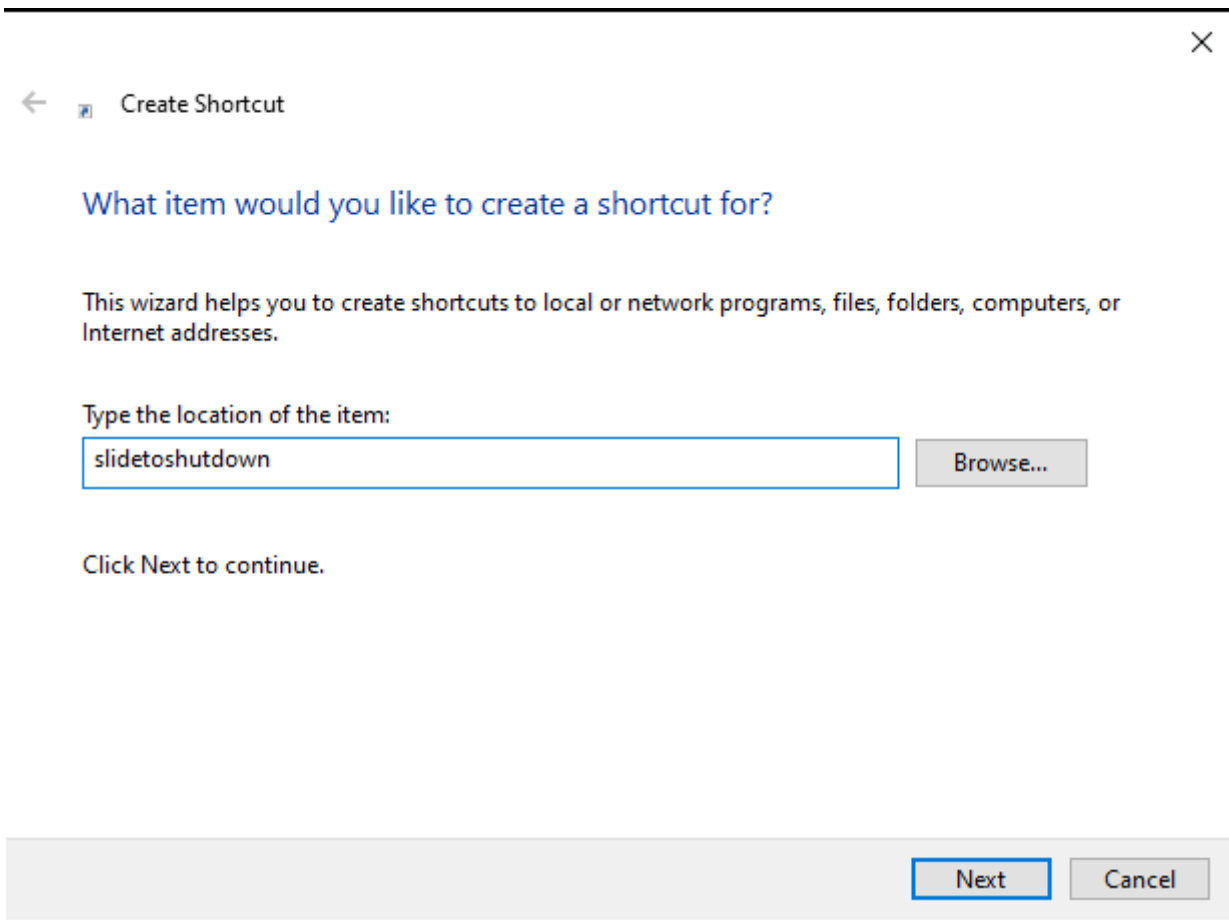 Create Shortcut
What item would you like to create a shortcut for?
This wizard helps you to create shortcuts to local or network programs, files, folders, computers, or
Internet addresses.
Type the location of the item:
slidetoshutdown
Browse...
Click Next to continue.
Next
Cancel